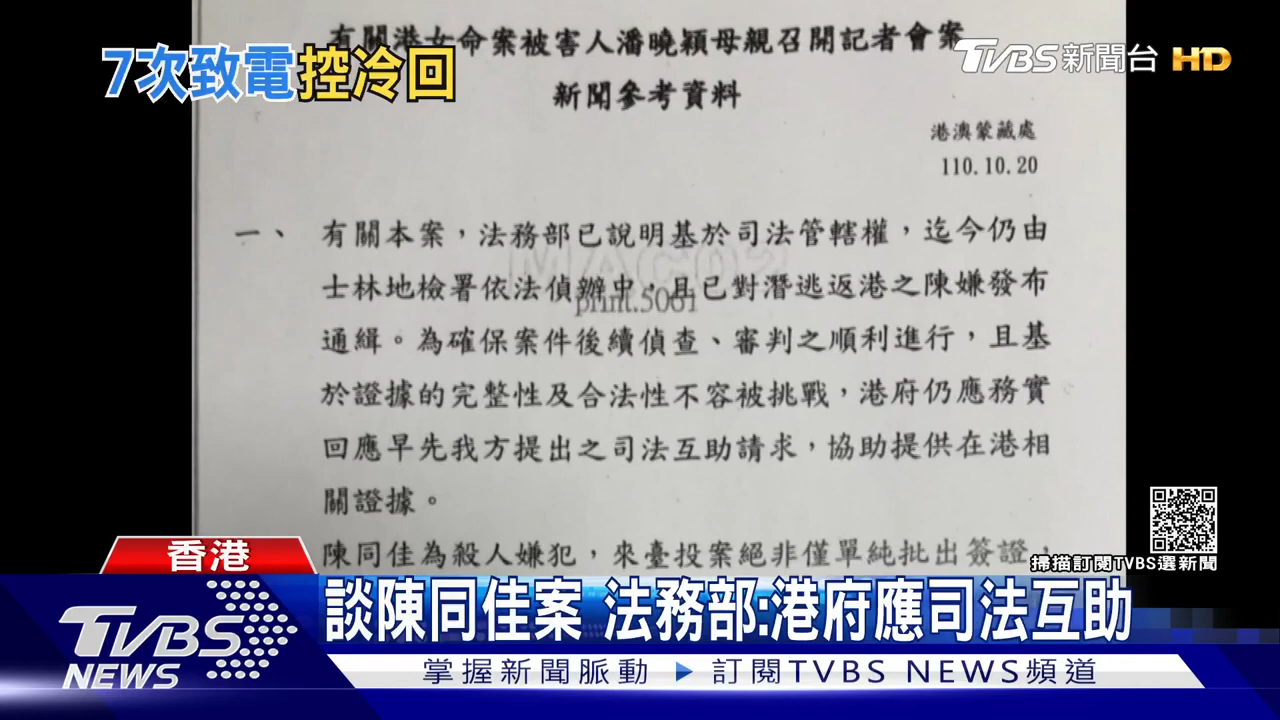 有關港女命案被害人潘曉穎母親召開記者會案
7次致電控冷回
TVBS新聞台 HD
新聞參考資料
港澳蒙藏處
110.10.20
一、 有關本案，法務部已說明基於司法管轄權，迄今仍由
士林地檢署依法偵辦中，且已對潛逃返港之陳嫌發布
MAC02
print.5061
通緝。為確保案件後續偵查、審判之順利進行，且基
於證據的完整性及合法性不容被挑戰，港府仍應務實
回應早先我方提出之司法互助請求，協助提供在港相
關證據。
陳同佳為殺人嫌犯，來臺投案絕非僅單純批出簽證，
掃描訂閱TVBS選新聞
香港
談陳同佳案 法務部:港府應司法互助
TVBS NEWS
掌握新聞脈動 ▶ 訂閱TVBS NEWS頻道